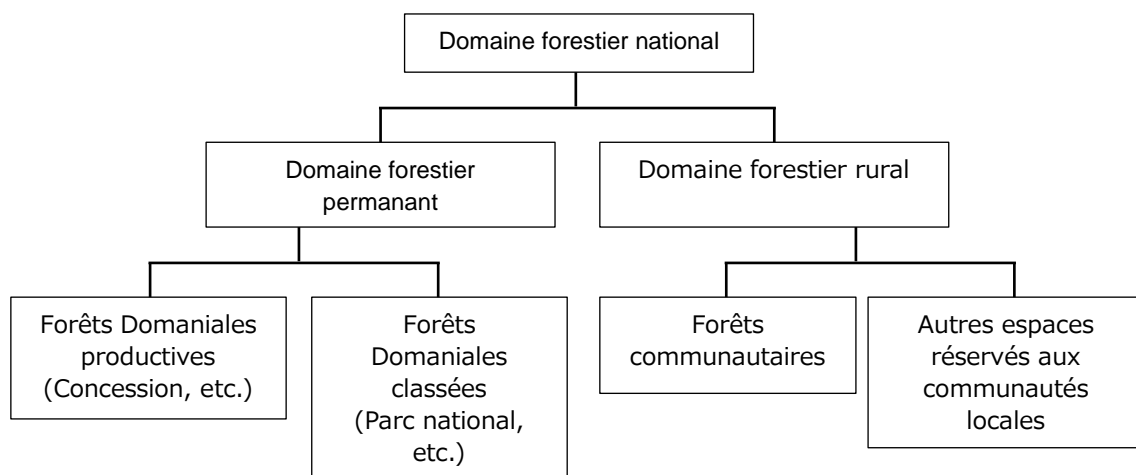 Domaine forestier national
Domaine forestier
permanant
Domaine forestier rural
Forêts Domaniales
productives
(Concession, etc.)
Forêts
Domaniales
classées
(Parc national,
etc.)
Forêts
communautaires
Autres espaces
réservés aux
communautés
locales